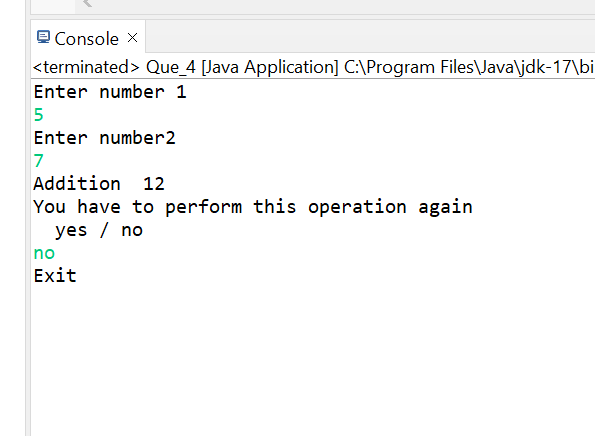 Console
<terminated> Que_4 [Java Application] C:\Program Files\Java\jdk-17\bi
Enter number 1
5
Enter number2
7
Addition  12
You have to perform this operation again
  yes / no
no
Exit